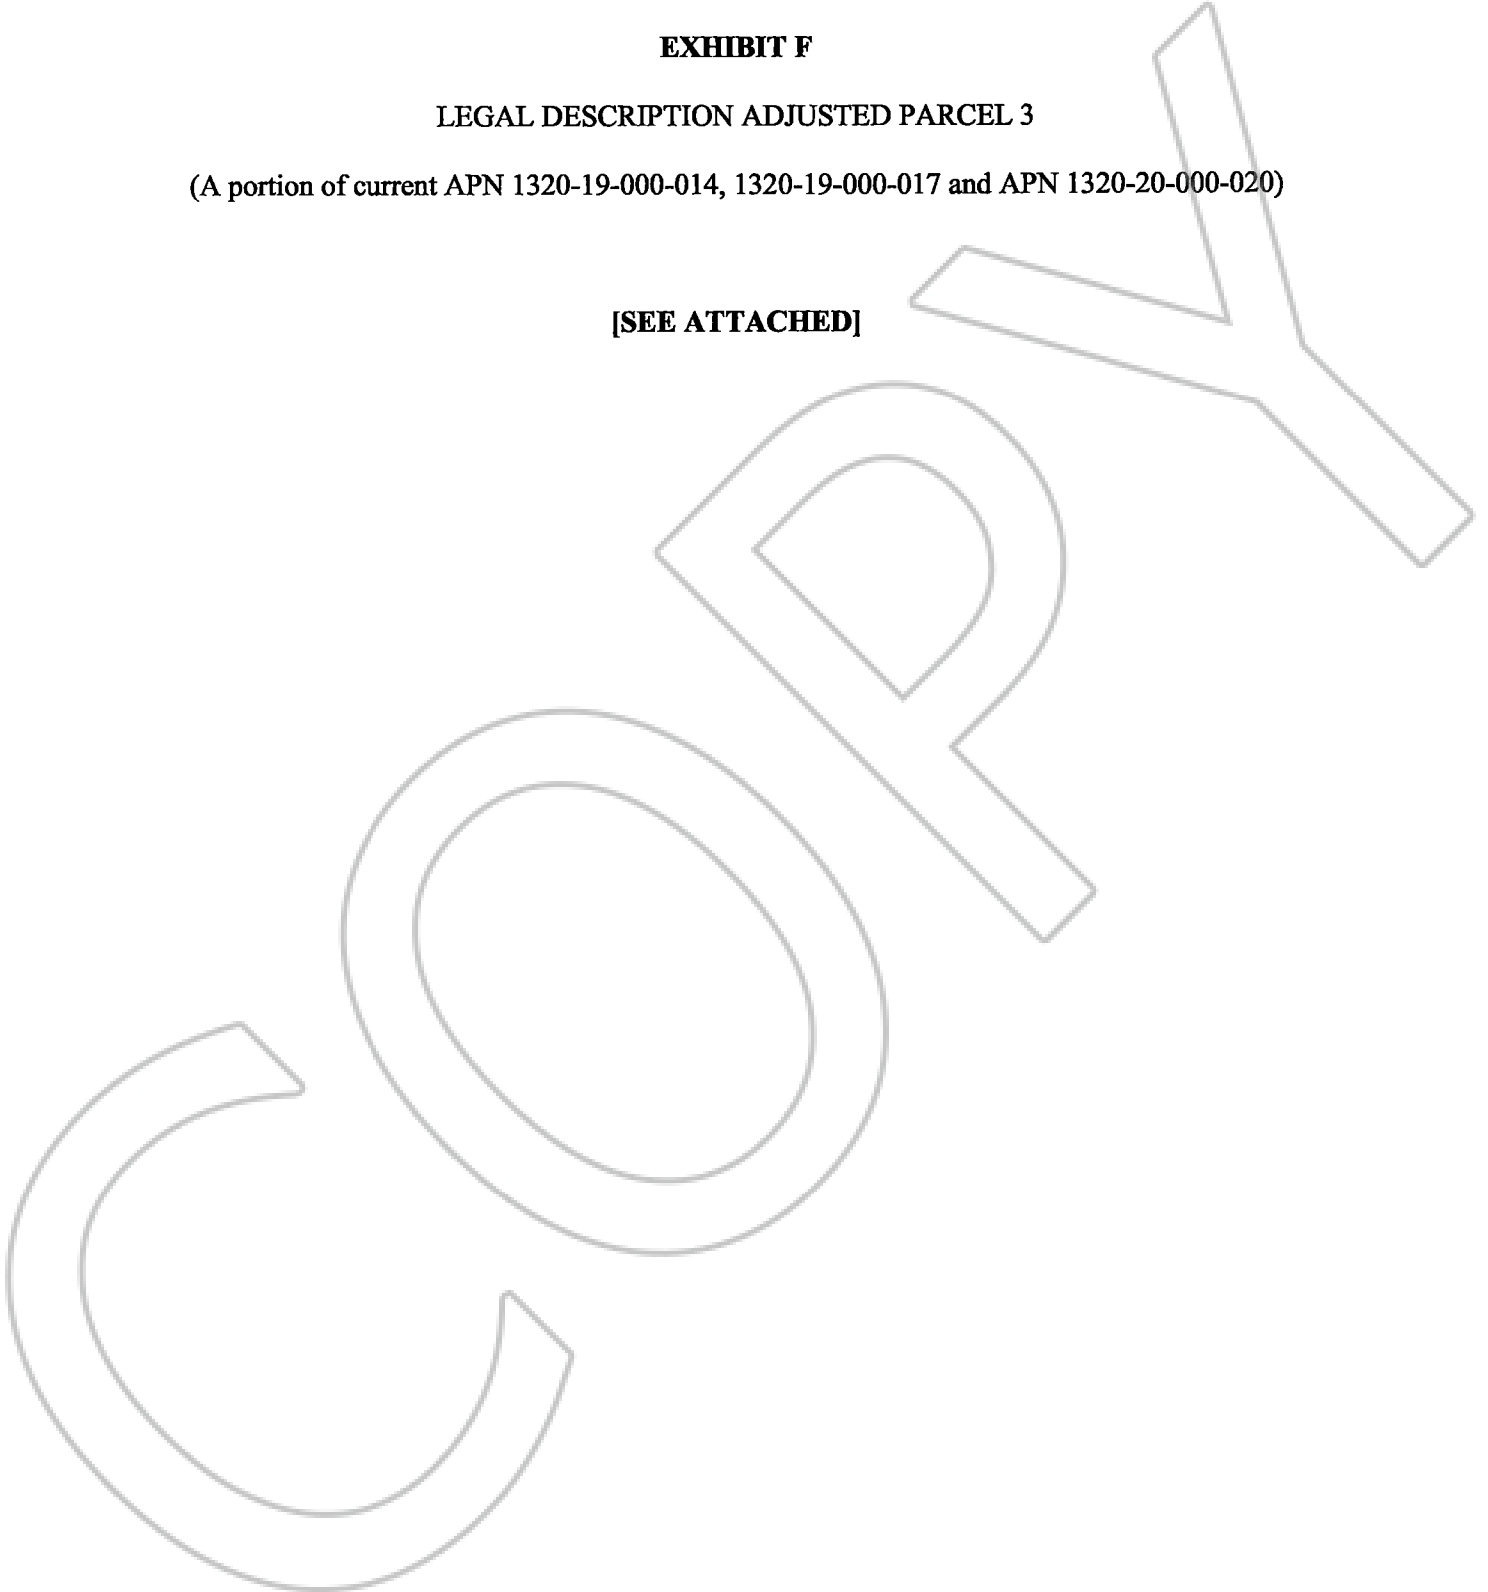 EXHIBIT F
LEGAL DESCRIPTION ADJUSTED PARCEL 3
(A portion of current APN 1320-19-000-014, 1320-19-000-017 and APN 1320-20-000-020)
[SEE ATTACHED]
COPY